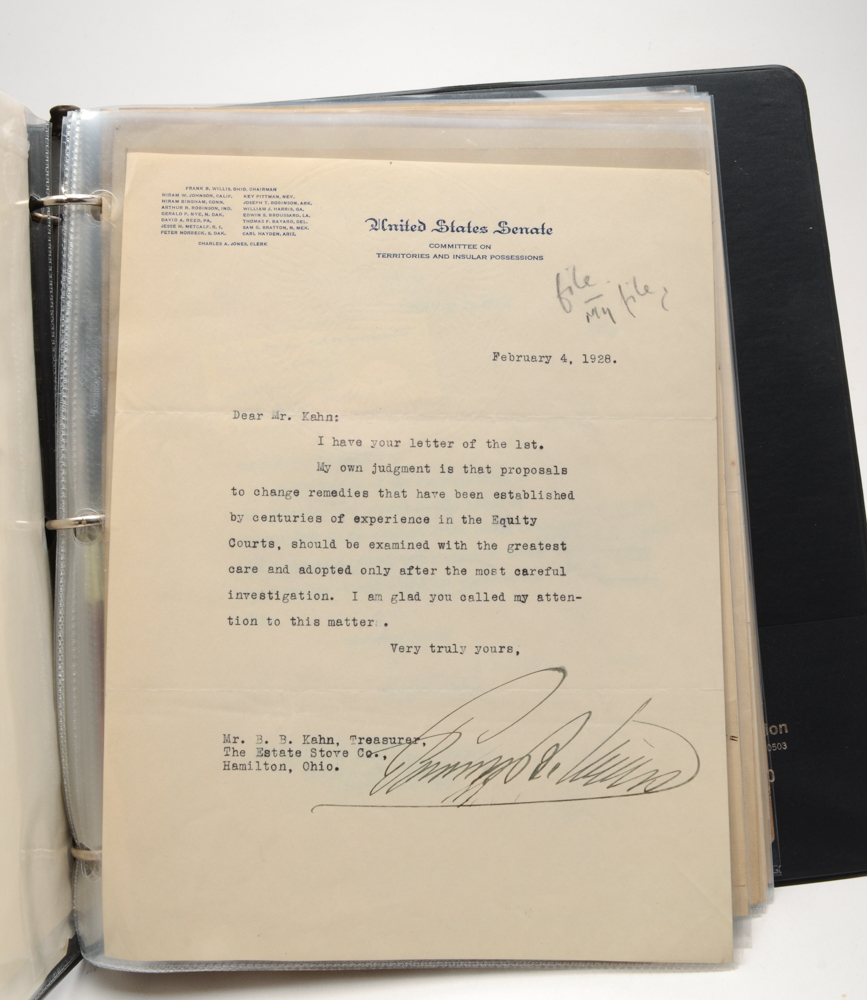 FRANK B. WILLIS, OHIO, CHAIRMAN
HIRAM W. JOHNSON, CALIF. KEY PITTMAN, NEV.
HIRAM BINGHAM, CONN. JOSEPH T. ROBINSON, ARK.
ARTHUR R. ROBINSON, IND. WILLIAM J. HARRIS, GA.
GERALD P. NYE, N. DAK. EDWIN S. BROUSSARD, LA.
DAVID A. REED, PA. THOMAS F. BAYARD, DEL.
JESSE H. METCALF, R. I. SAM G. BRATTON, N. MEX.
PETER NORBECK, S. DAK. CARL HAYDEN, ARIZ.
CHARLES A. JONES, CLERK
United States Senate
COMMITTEE ON
TERRITORIES AND INSULAR POSSESSIONS
file
My file
February 4, 1928.
Dear Mr. Kahn:
I have your letter of the 1st.
My own judgment is that proposals
to change remedies that have been established
by centuries of experience in the Equity
Courts, should be examined with the greatest
care and adopted only after the most careful
investigation. I am glad you called my atten-
tion to this matter.
Very truly yours,
Mr. B. B. Kahn, Treasurer,
The Estate Stove Co.,
Hamilton, Ohio.
ion
0503
0